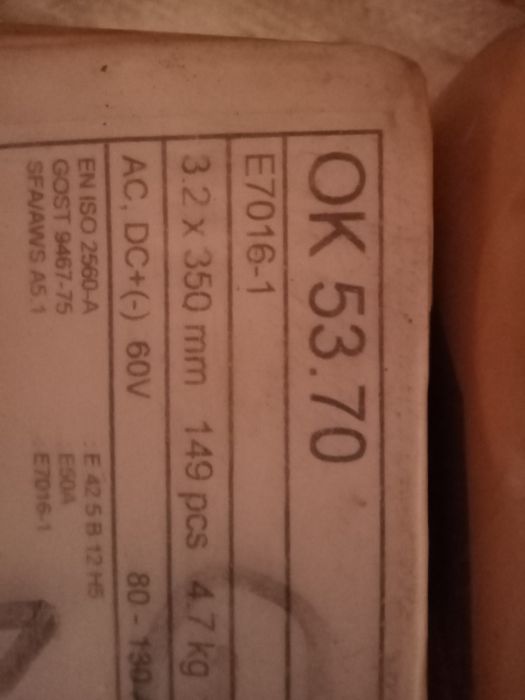 OK 53.70
E7016-1
3.2 x 350 mm 149 pcs 4.7 kg
AC, DC+(-) 60V 80 - 130
EN ISO 2560-A : E 42 5 B 12 H5
GOST 9467-75 : E50A
SFA/AWS A5.1 : E7016-1